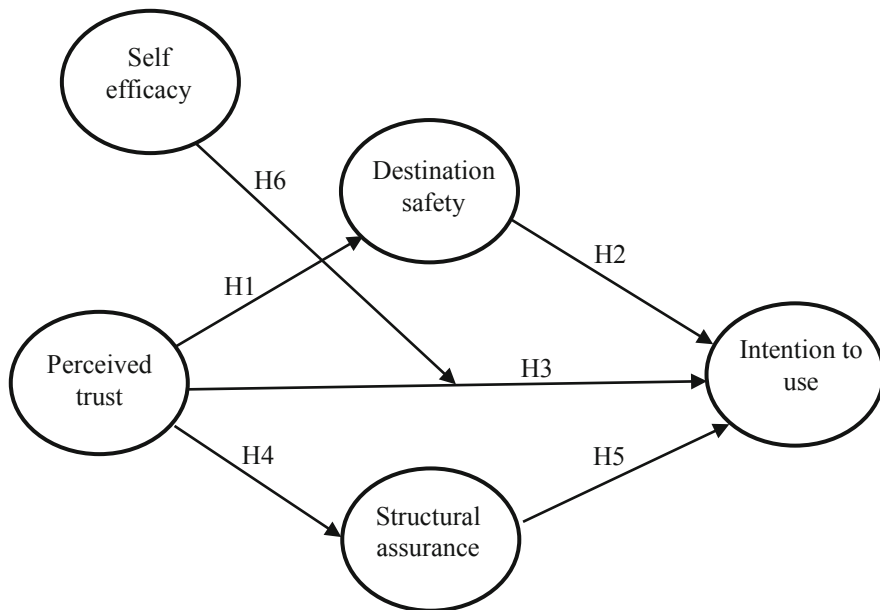 Self
efficacy
H6
Destination
safety
H2
H1
Perceived
trust
H3
Intention to
use
H4
H5
Structural
assurance